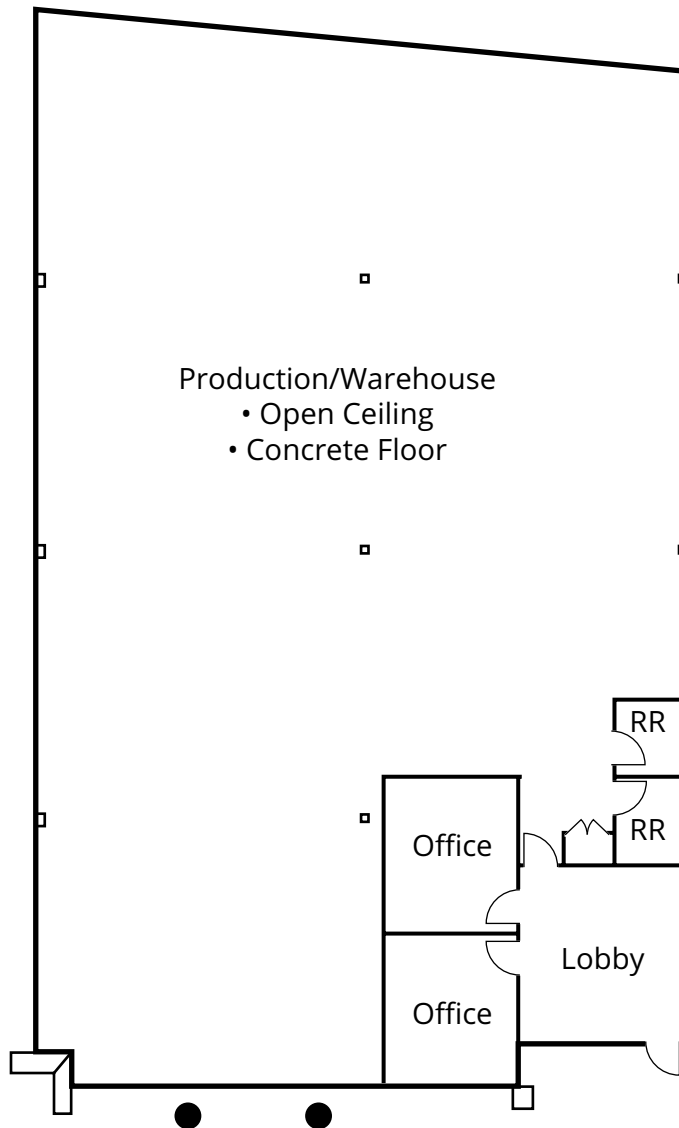 Production/Warehouse
• Open Ceiling
• Concrete Floor
RR
RR
Office
Lobby
Office